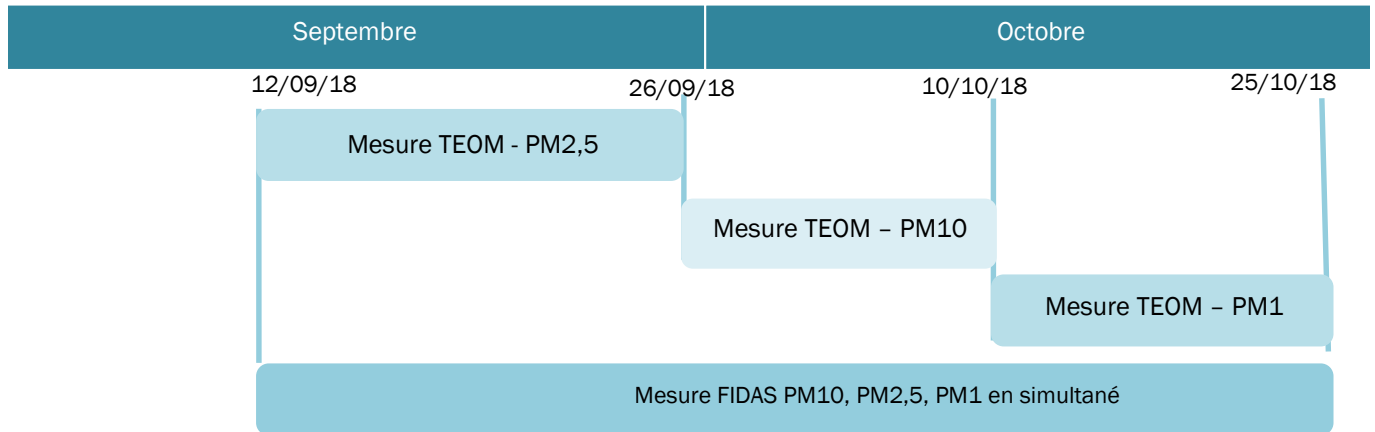 Septembre
Octobre
12/09/18
26/09/18
10/10/18
25/10/18
Mesure TEOM - PM2,5
Mesure TEOM – PM10
Mesure TEOM – PM1
Mesure FIDAS PM10, PM2,5, PM1 en simultané